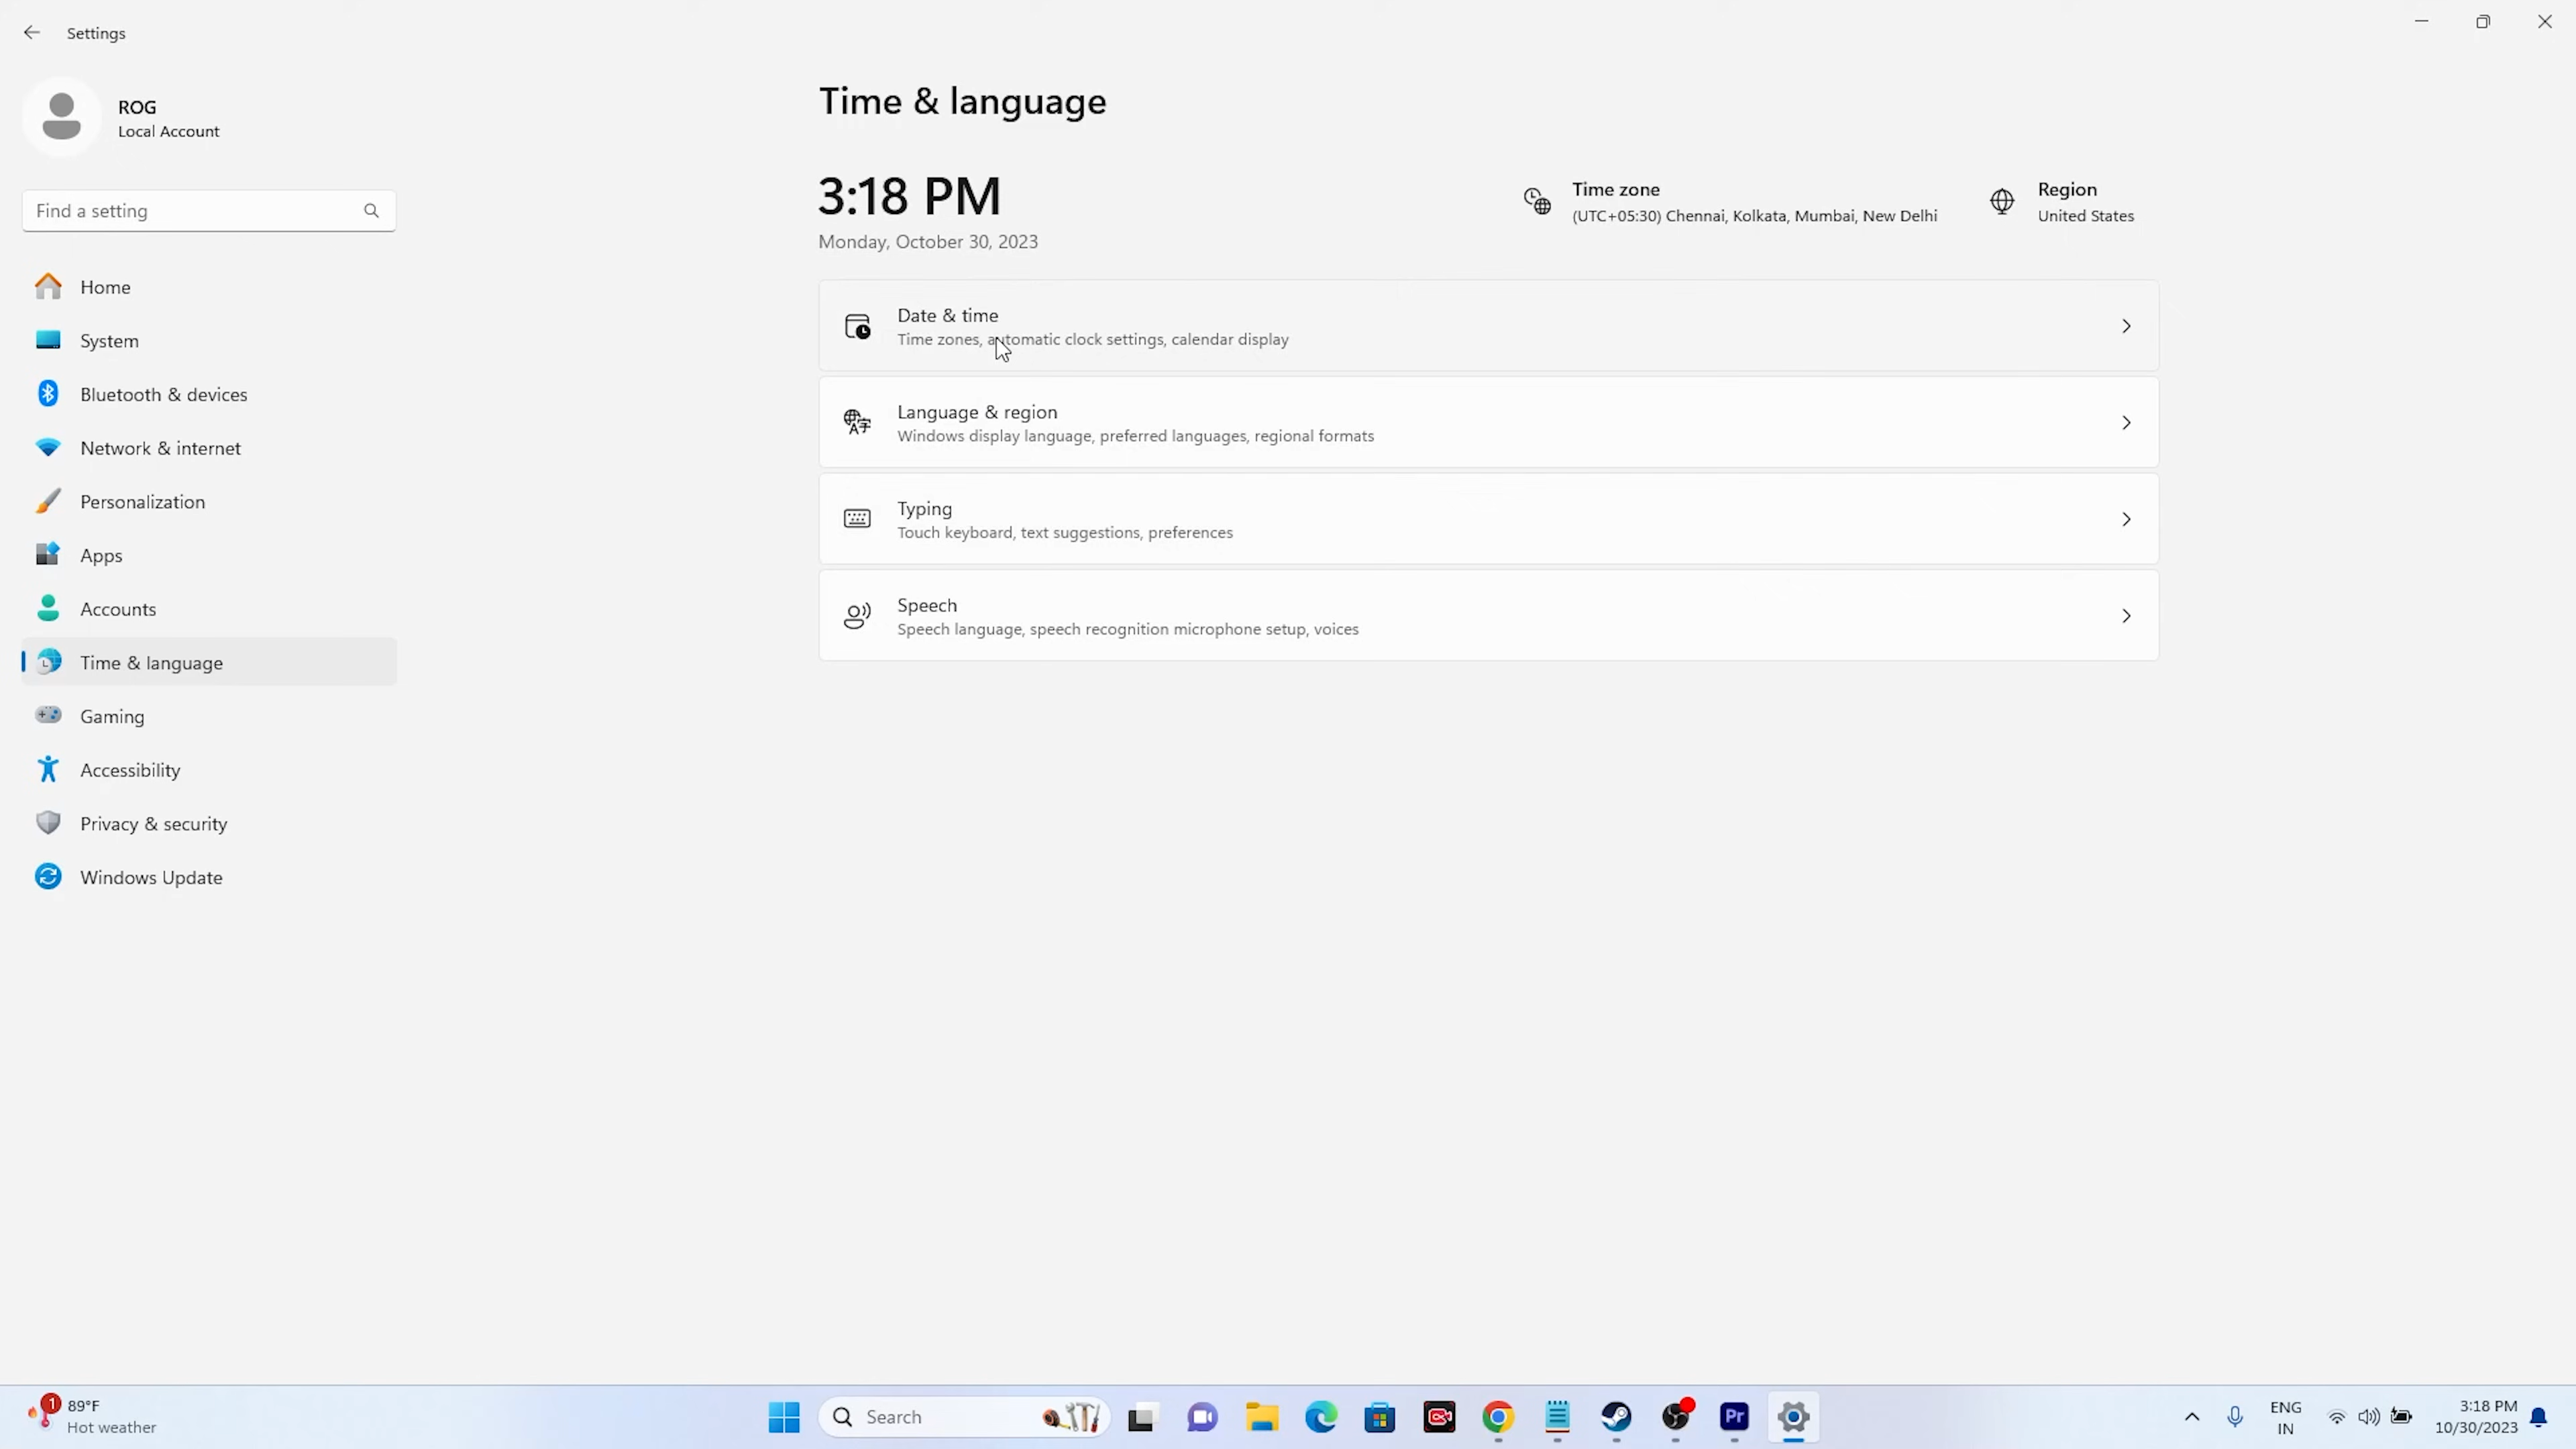 Settings
ROG
Local Account
Find a setting
Home
System
Bluetooth & devices
Network & internet
Personalization
Apps
Accounts
Time & language
Gaming
Accessibility
Privacy & security
Windows Update
Time & language
3:18 PM
Monday, October 30, 2023
Time zone
(UTC+05:30) Chennai, Kolkata, Mumbai, New Delhi
Region
United States
Date & time
Time zones, automatic clock settings, calendar display
Language & region
Windows display language, preferred languages, regional formats
Typing
Touch keyboard, text suggestions, preferences
Speech
Speech language, speech recognition microphone setup, voices
1
89°F
Hot weather
Search
Pr
ENG
IN
3:18 PM
10/30/2023